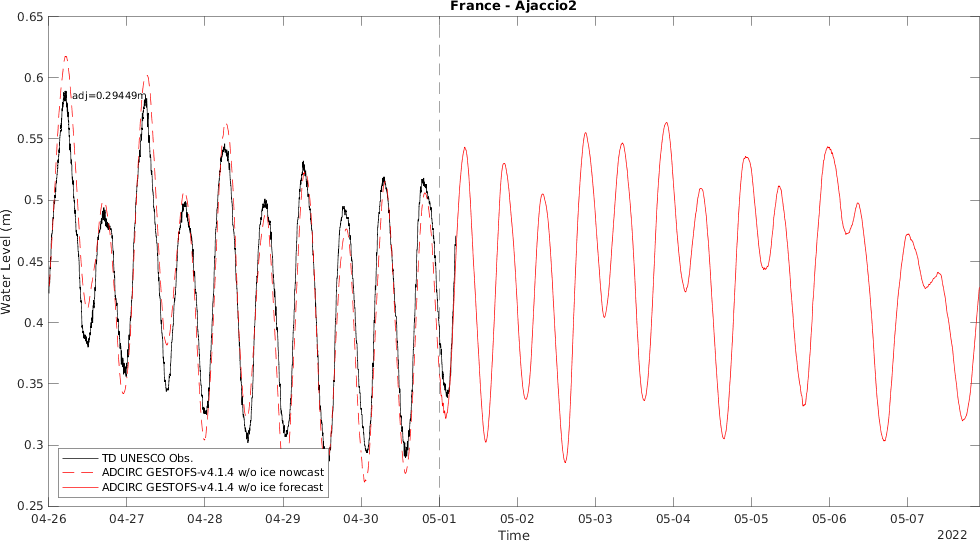 France - Ajaccio2
Water Level (m)
0.65
0.6
0.55
0.5
0.45
0.4
0.35
0.3
0.25
adj=0.29449m
TD UNESCO Obs.
ADCIRC GESTOFS-v4.1.4 w/o ice nowcast
ADCIRC GESTOFS-v4.1.4 w/o ice forecast
04-26 04-27 04-28 04-29 04-30 05-01 05-02 05-03 05-04 05-05 05-06 05-07
Time
2022